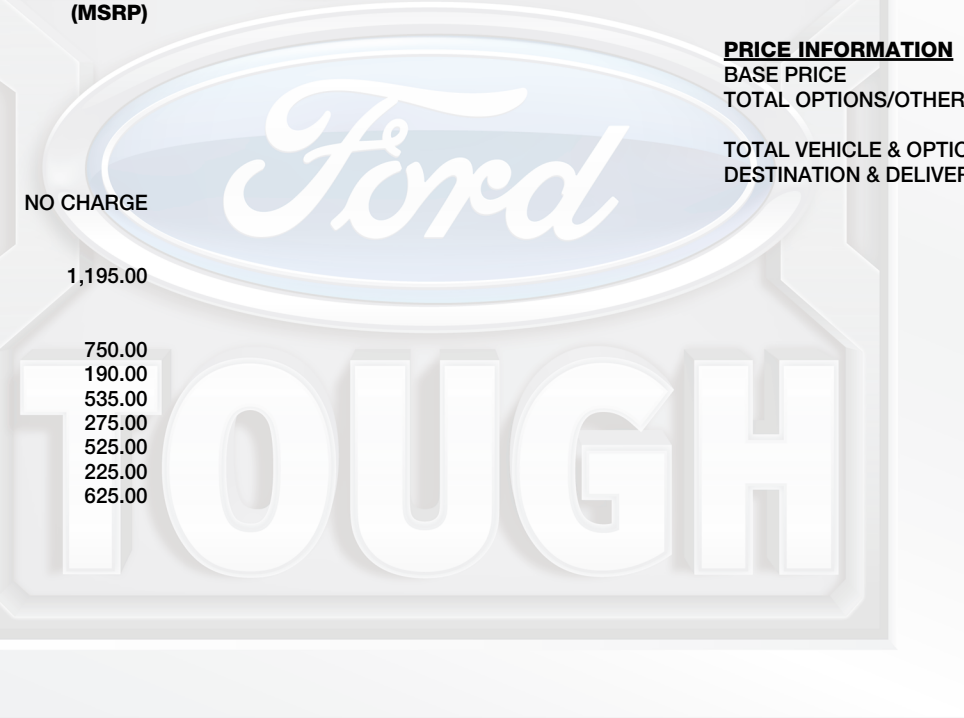 (MSRP)
NO CHARGE
1,195.00
750.00
190.00
535.00
275.00
525.00
225.00
625.00
PRICE INFORMATION
BASE PRICE
TOTAL OPTIONS/OTHER
TOTAL VEHICLE & OPTIO
DESTINATION & DELIVER
Ford
TOUGH